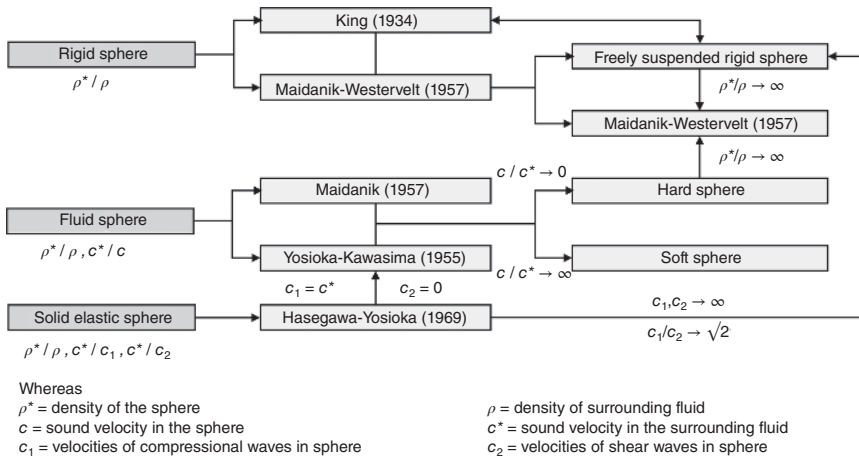 King (1934)
Rigid sphere
ρ* / ρ
Freely suspended rigid sphere
Maidanik-Westervelt (1957)
ρ*/ρ → ∞
Maidanik-Westervelt (1957)
ρ*/ρ → ∞
c / c* → 0
Maidanik (1957)
Hard sphere
Fluid sphere
ρ* / ρ , c* / c
Yosioka-Kawasima (1955)
Soft sphere
c / c* → ∞
c₁ = c*
c₂ = 0
Solid elastic sphere
Hasegawa-Yosioka (1969)
c₁,c₂ → ∞
c₁/c₂ → √2
ρ* / ρ , c* / c₁ , c* / c₂
Whereas
ρ* = density of the sphere
c = sound velocity in the sphere
c₁ = velocities of compressional waves in sphere
ρ = density of surrounding fluid
c* = sound velocity in the surrounding fluid
c₂ = velocities of shear waves in sphere